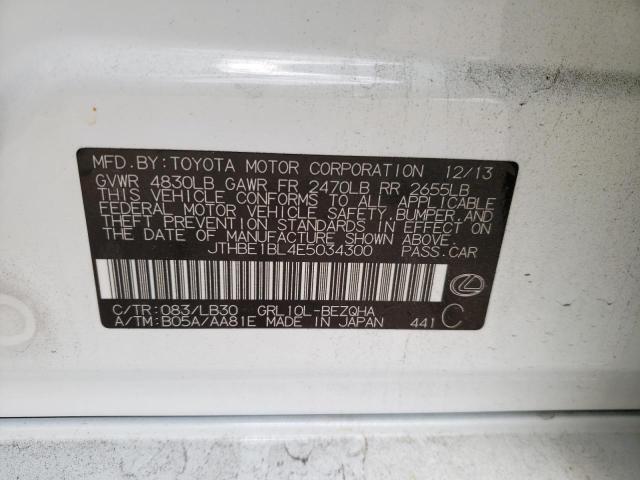 MFD.BY:TOYOTA MOTOR CORPORATION 12/13
GVWR 4830LB GAWR FR 2470LB RR 2655LB
THIS VEHICLE CONFORMS TO ALL APPLICABLE
FEDERAL MOTOR VEHICLE SAFETY,BUMPER,AND
THEFT PREVENTION STANDARDS IN EFFECT ON
THE DATE OF MANUFACTURE SHOWN ABOVE.
JTHBE1BL4E5034300 PASS.CAR
C/TR:083/LB30 GRL10L-BEZQHA
A/TM:B05A/AA81E MADE IN JAPAN 441 C